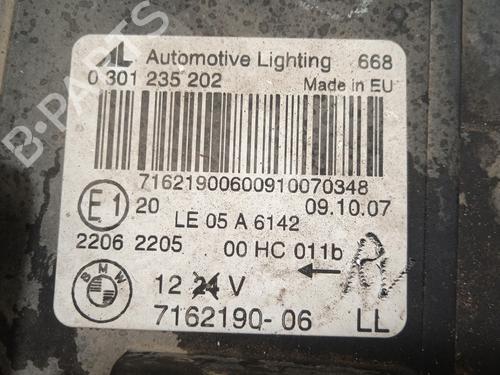 AL Automotive Lighting 668
0 301 235 202 Made in EU
71621900600910070348
E1 20 LE 05 A 6142 09.10.07
2206 2205 00 HC 011b
BMW 12 24 V
7162190-06 LL
B-PARTS